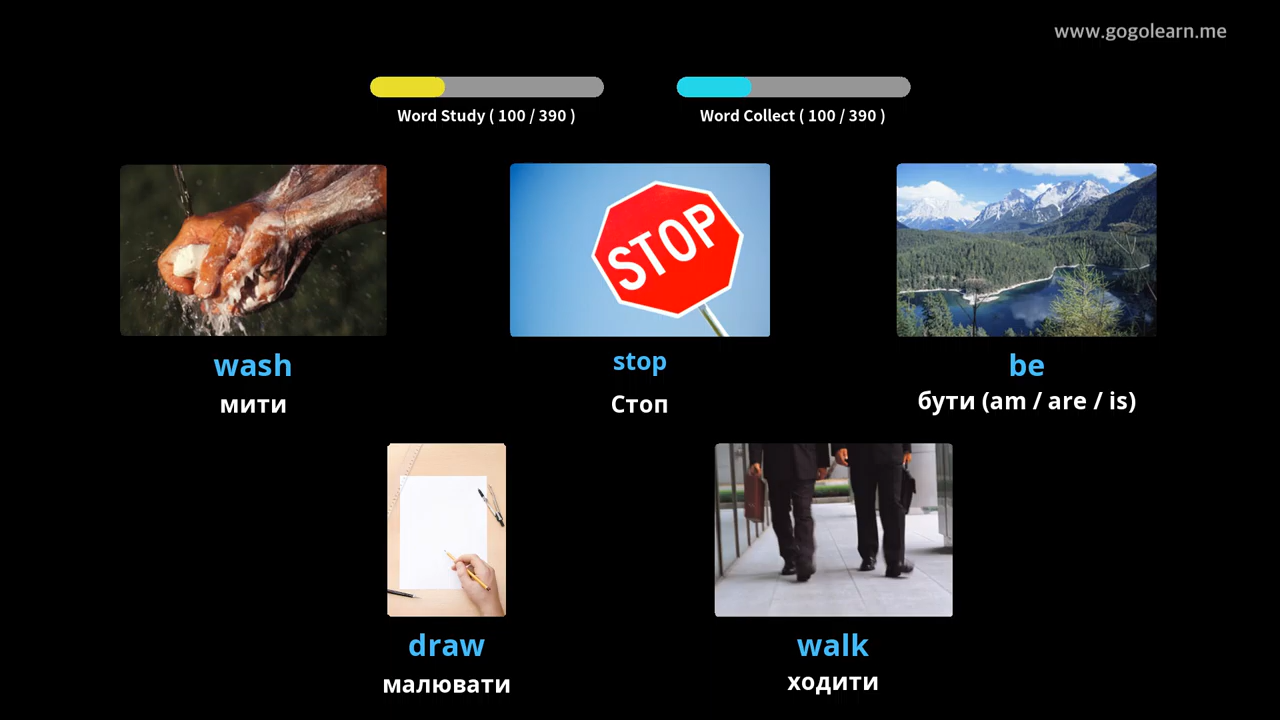 www.gogolearn.me
Word Study ( 100 / 390 )
Word Collect ( 100 / 390 )
STOP
wash
stop
be
мити
Стоп
бути (am / are / is)
draw
walk
малювати
ходити